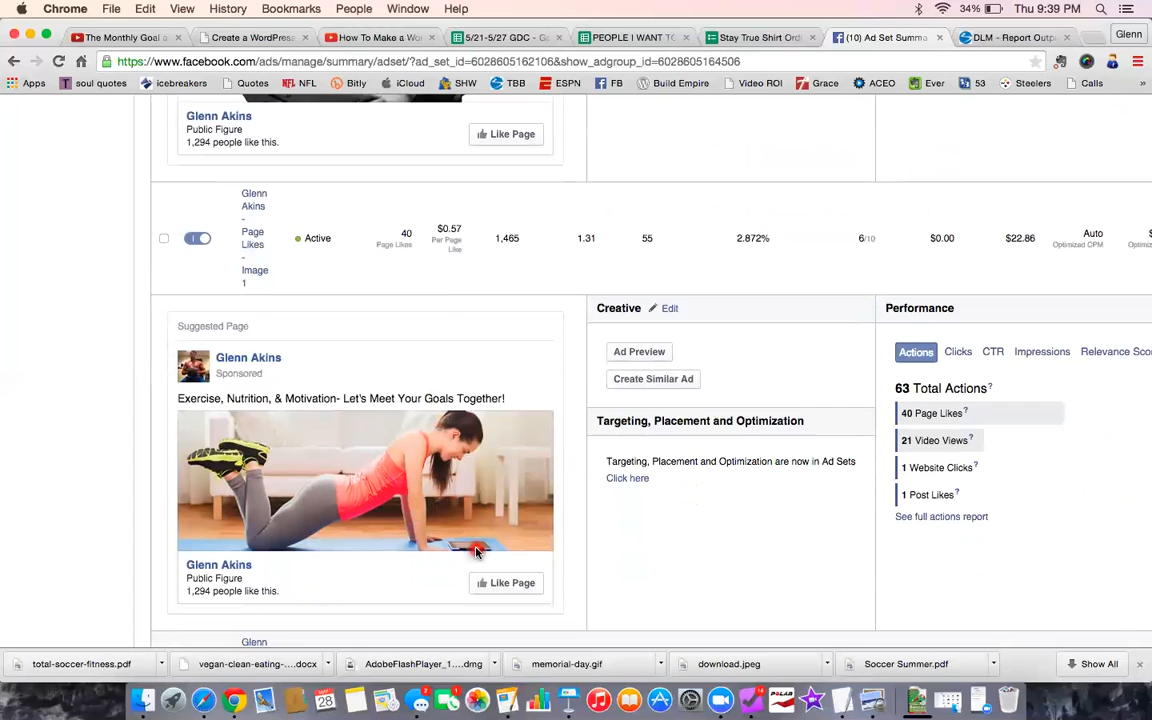 Chrome File Edit View History Bookmarks People Window Help 34% Thu 9:39 PM
The Monthly Goal a Create a WordPress How To Make a Wo 5/21-5/27 GDC - G PEOPLE I WANT T Stay True Shirt Ord (10) Ad Set Summa DLM - Report Outp Glenn
https://www.facebook.com/ads/manage/summary/adset/?ad_set_id=6028605162106&show_adgroup_id=6028605164506
Apps soul quotes icebreakers Quotes NFL Bitly iCloud SHW TBB ESPN FB Build Empire Video ROI Grace ACEO Ever 53 Steelers Calls »
Glenn Akins
Public Figure
1,294 people like this.
Like Page
Glenn
Akins
-
Page
Likes
-
Image
1
Active
40
Page Likes
$0.57
Per Page
Like
1,465
1.31
55
2.872%
6/10
$0.00
$22.86
Auto
Optimized CPM
$
Optimiz
Suggested Page
Glenn Akins
Sponsored
Exercise, Nutrition, & Motivation- Let's Meet Your Goals Together!
Glenn Akins
Public Figure
1,294 people like this.
Like Page
Creative Edit
Ad Preview
Create Similar Ad
Targeting, Placement and Optimization
Targeting, Placement and Optimization are now in Ad Sets
Click here
Performance
Actions Clicks CTR Impressions Relevance Sco
63 Total Actions?
40 Page Likes?
21 Video Views?
1 Website Clicks?
1 Post Likes?
See full actions report
Glenn
total-soccer-fitness.pdf vegan-clean-eating-....docx AdobeFlashPlayer_1....dmg memorial-day.gif download.jpeg Soccer Summer.pdf Show All